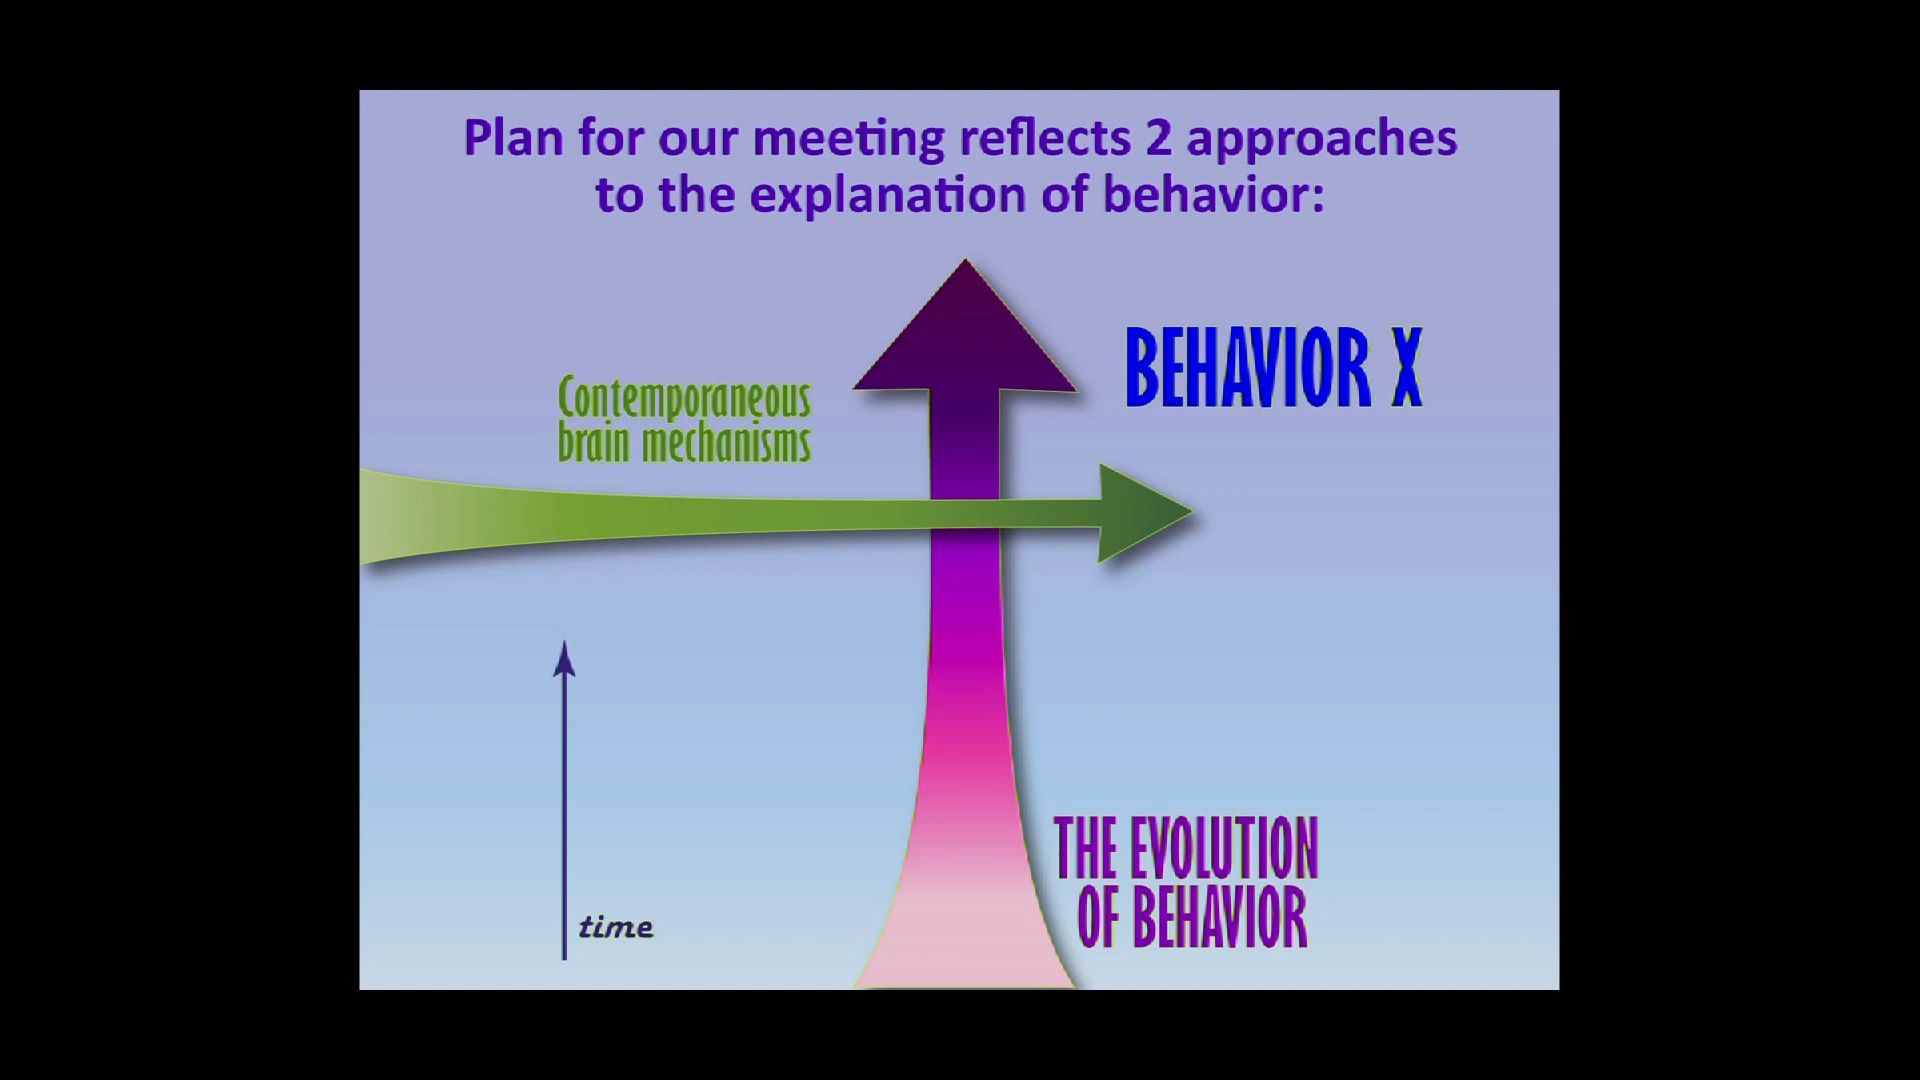 Plan for our meeting reflects 2 approaches
to the explanation of behavior:
BEHAVIOR X
Contemporaneous
brain mechanisms
THE EVOLUTION
OF BEHAVIOR
time